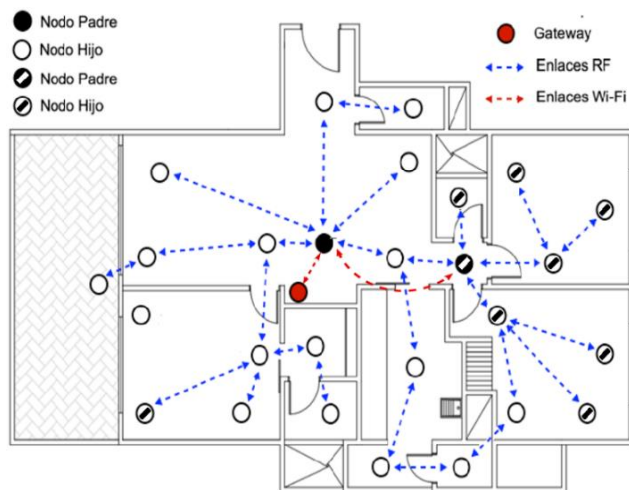 Nodo Padre
Nodo Hijo
Nodo Padre
Nodo Hijo
Gateway
Enlaces RF
Enlaces Wi-Fi